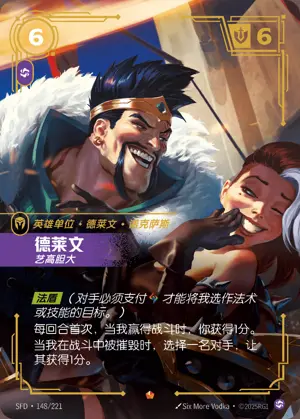 6
6
英雄单位 · 德莱文 · 诺克萨斯
德莱文
艺高胆大
法盾 (对手必须支付 才能将我选作法术
或技能的目标。)
每回合首次,当我赢得战斗时,你获得1分。
当我在战斗中被摧毁时,选择一名对手,让
其获得1分。
SFD · 148/221
Six More Vodka · ©2025RGI